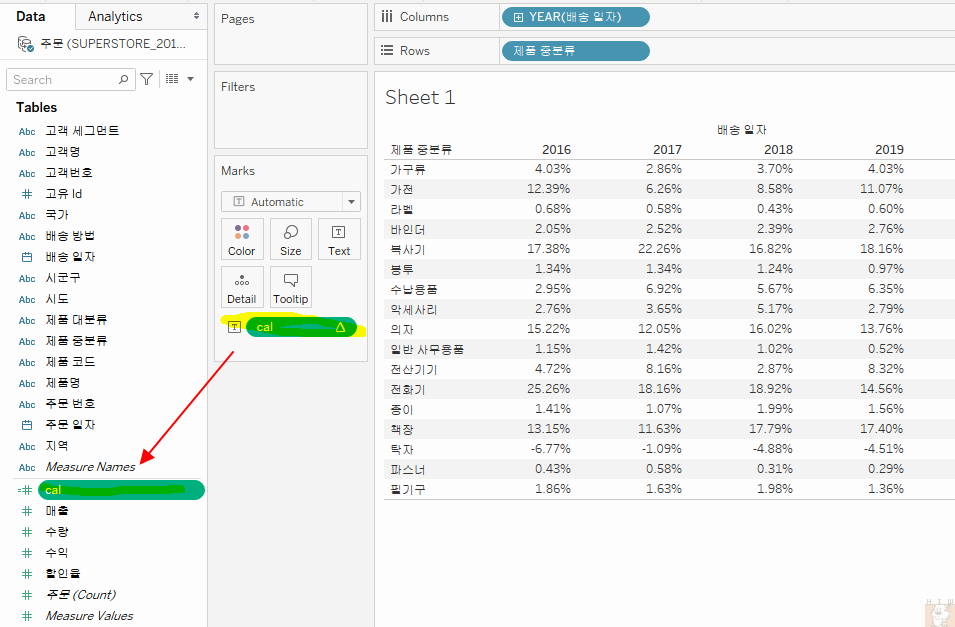 Data Analytics Pages Columns YEAR(배송 일자)
주문 (SUPERSTORE_201...
Rows 제품 중분류
Search
Filters
Tables
Sheet 1
Abc 고객 세그먼트
Abc 고객명
Abc 고객번호
# 고유 Id
Abc 국가
Abc 배송 방법
배송 일자
Abc 시군구
Abc 시도
Abc 제품 대분류
Abc 제품 중분류
Abc 제품 코드
Abc 제품명
Abc 주문 번호
주문 일자
Abc 지역
Abc Measure Names
=# cal
# 매출
# 수량
# 수익
# 할인율
# 주문 (Count)
# Measure Values
Marks
T Automatic
Color Size Text
Detail Tooltip
T cal Δ
배송 일자
제품 중분류 2016 2017 2018 2019
가구류 4.03% 2.86% 3.70% 4.03%
가전 12.39% 6.26% 8.58% 11.07%
라벨 0.68% 0.58% 0.43% 0.60%
바인더 2.05% 2.52% 2.39% 2.76%
복사기 17.38% 22.26% 16.82% 18.16%
봉투 1.34% 1.34% 1.24% 0.97%
수납용품 2.95% 6.92% 5.67% 6.35%
악세사리 2.76% 3.65% 5.17% 2.79%
의자 15.22% 12.05% 16.02% 13.76%
일반 사무용품 1.15% 1.42% 1.02% 0.52%
전산기기 4.72% 8.16% 2.87% 8.32%
전화기 25.26% 18.16% 18.92% 14.56%
종이 1.41% 1.07% 1.99% 1.56%
책장 13.15% 11.63% 17.79% 17.40%
탁자 -6.77% -1.09% -4.88% -4.51%
파스너 0.43% 0.58% 0.31% 0.29%
필기구 1.86% 1.63% 1.98% 1.36%